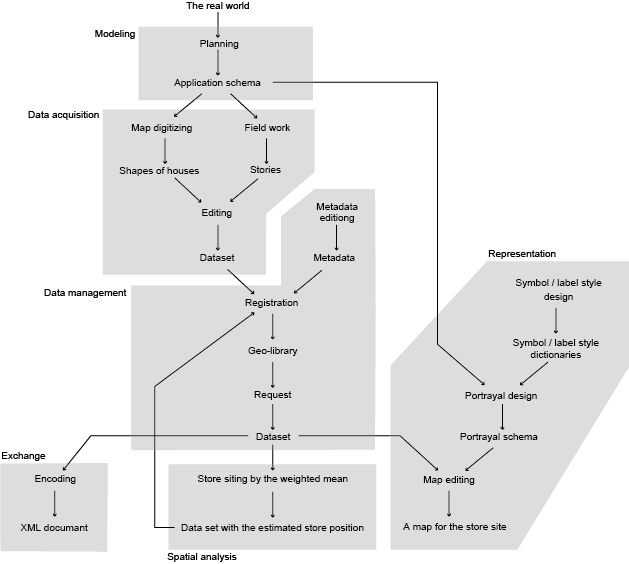 The real world
Modeling
Planning
Application schema
Data acquisition
Map digitizing
Field work
Shapes of houses
Stories
Editing
Dataset
Metadata
editiong
Metadata
Data management
Registration
Geo-library
Request
Dataset
Representation
Symbol / label style
design
Symbol / label style
dictionaries
Portrayal design
Portrayal schema
Map editing
A map for the store site
Exchange
Encoding
XML documant
Store siting by the weighted mean
Data set with the estimated store position
Spatial analysis